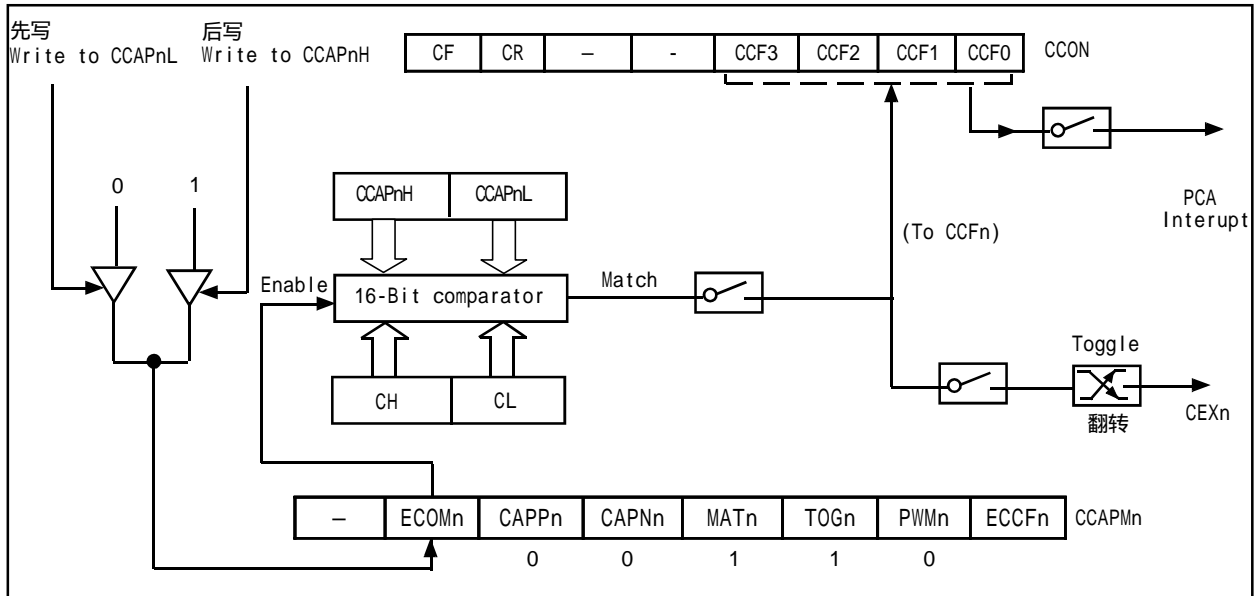 先写
Write to CCAPnL
后写
Write to CCAPnH
CF CR — - CCF3 CCF2 CCF1 CCF0 CCON
0 1
CCAPnH CCAPnL
PCA
Interupt
(To CCFn)
Enable
16-Bit comparator
Match
Toggle
CH CL
CEXn
翻转
— ECOMn CAPPn CAPNn MATn TOGn PWMn ECCFn CCAPMn
0 0 1 1 0